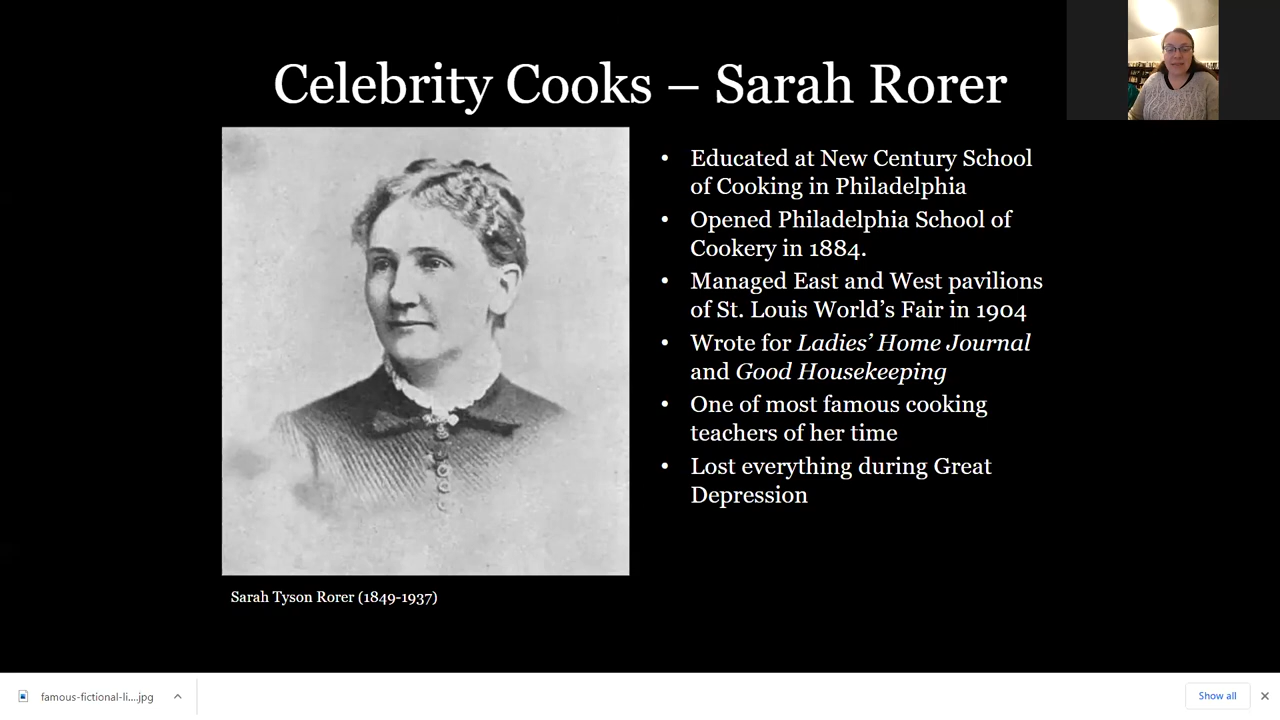 Celebrity Cooks – Sarah Rorer
• Educated at New Century School
of Cooking in Philadelphia
• Opened Philadelphia School of
Cookery in 1884.
• Managed East and West pavilions
of St. Louis World’s Fair in 1904
• Wrote for Ladies’ Home Journal
and Good Housekeeping
• One of most famous cooking
teachers of her time
• Lost everything during Great
Depression
Sarah Tyson Rorer (1849-1937)
famous-fictional-li....jpg
Show all